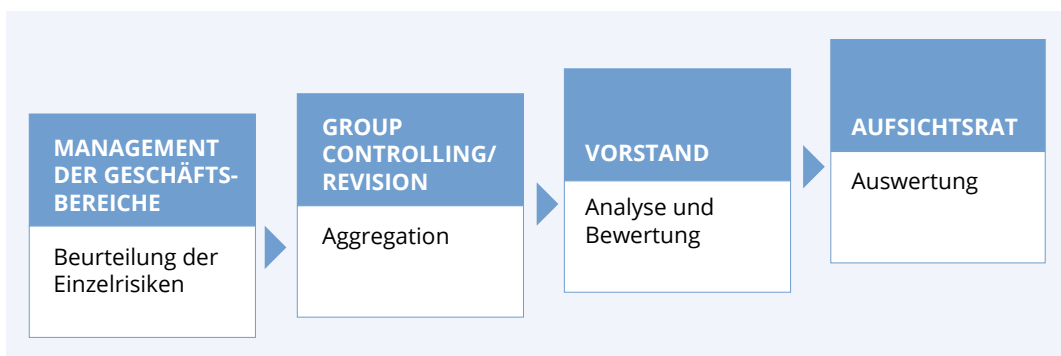 MANAGEMENT
DER GESCHÄFTS-
BEREICHE
Beurteilung der
Einzelrisiken
GROUP
CONTROLLING/
REVISION
Aggregation
VORSTAND
Analyse und
Bewertung
AUFSICHTSRAT
Auswertung